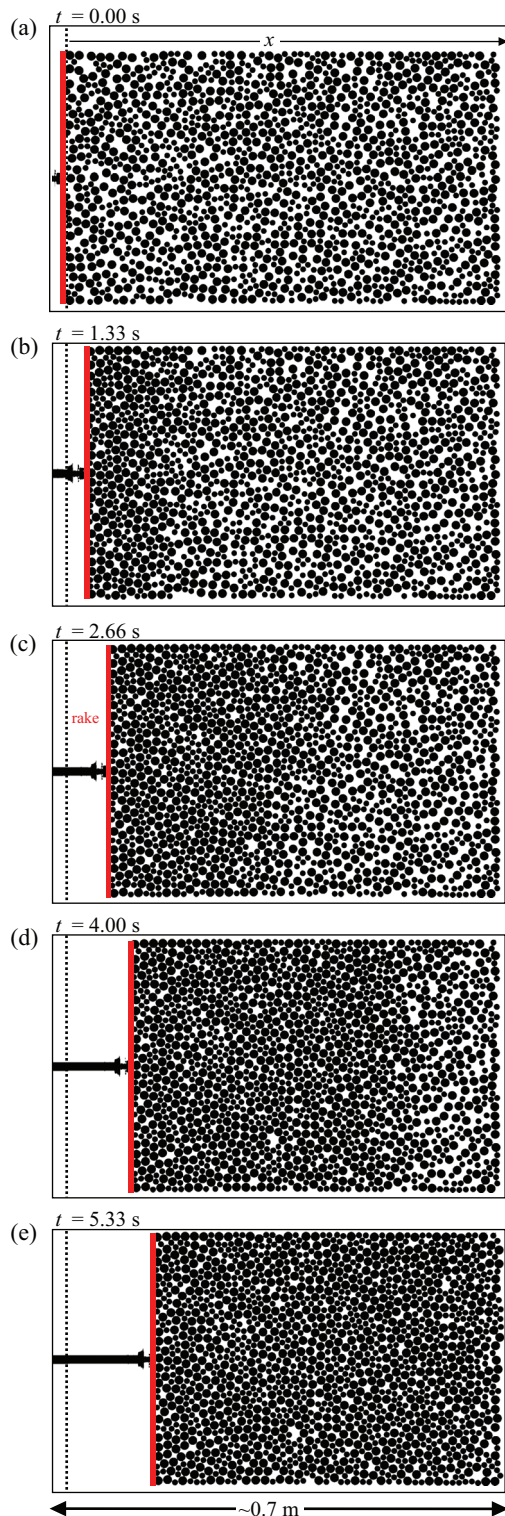 (a)
t = 0.00 s
x
(b)
t = 1.33 s
(c)
t = 2.66 s
rake
(d)
t = 4.00 s
(e)
t = 5.33 s
~0.7 m